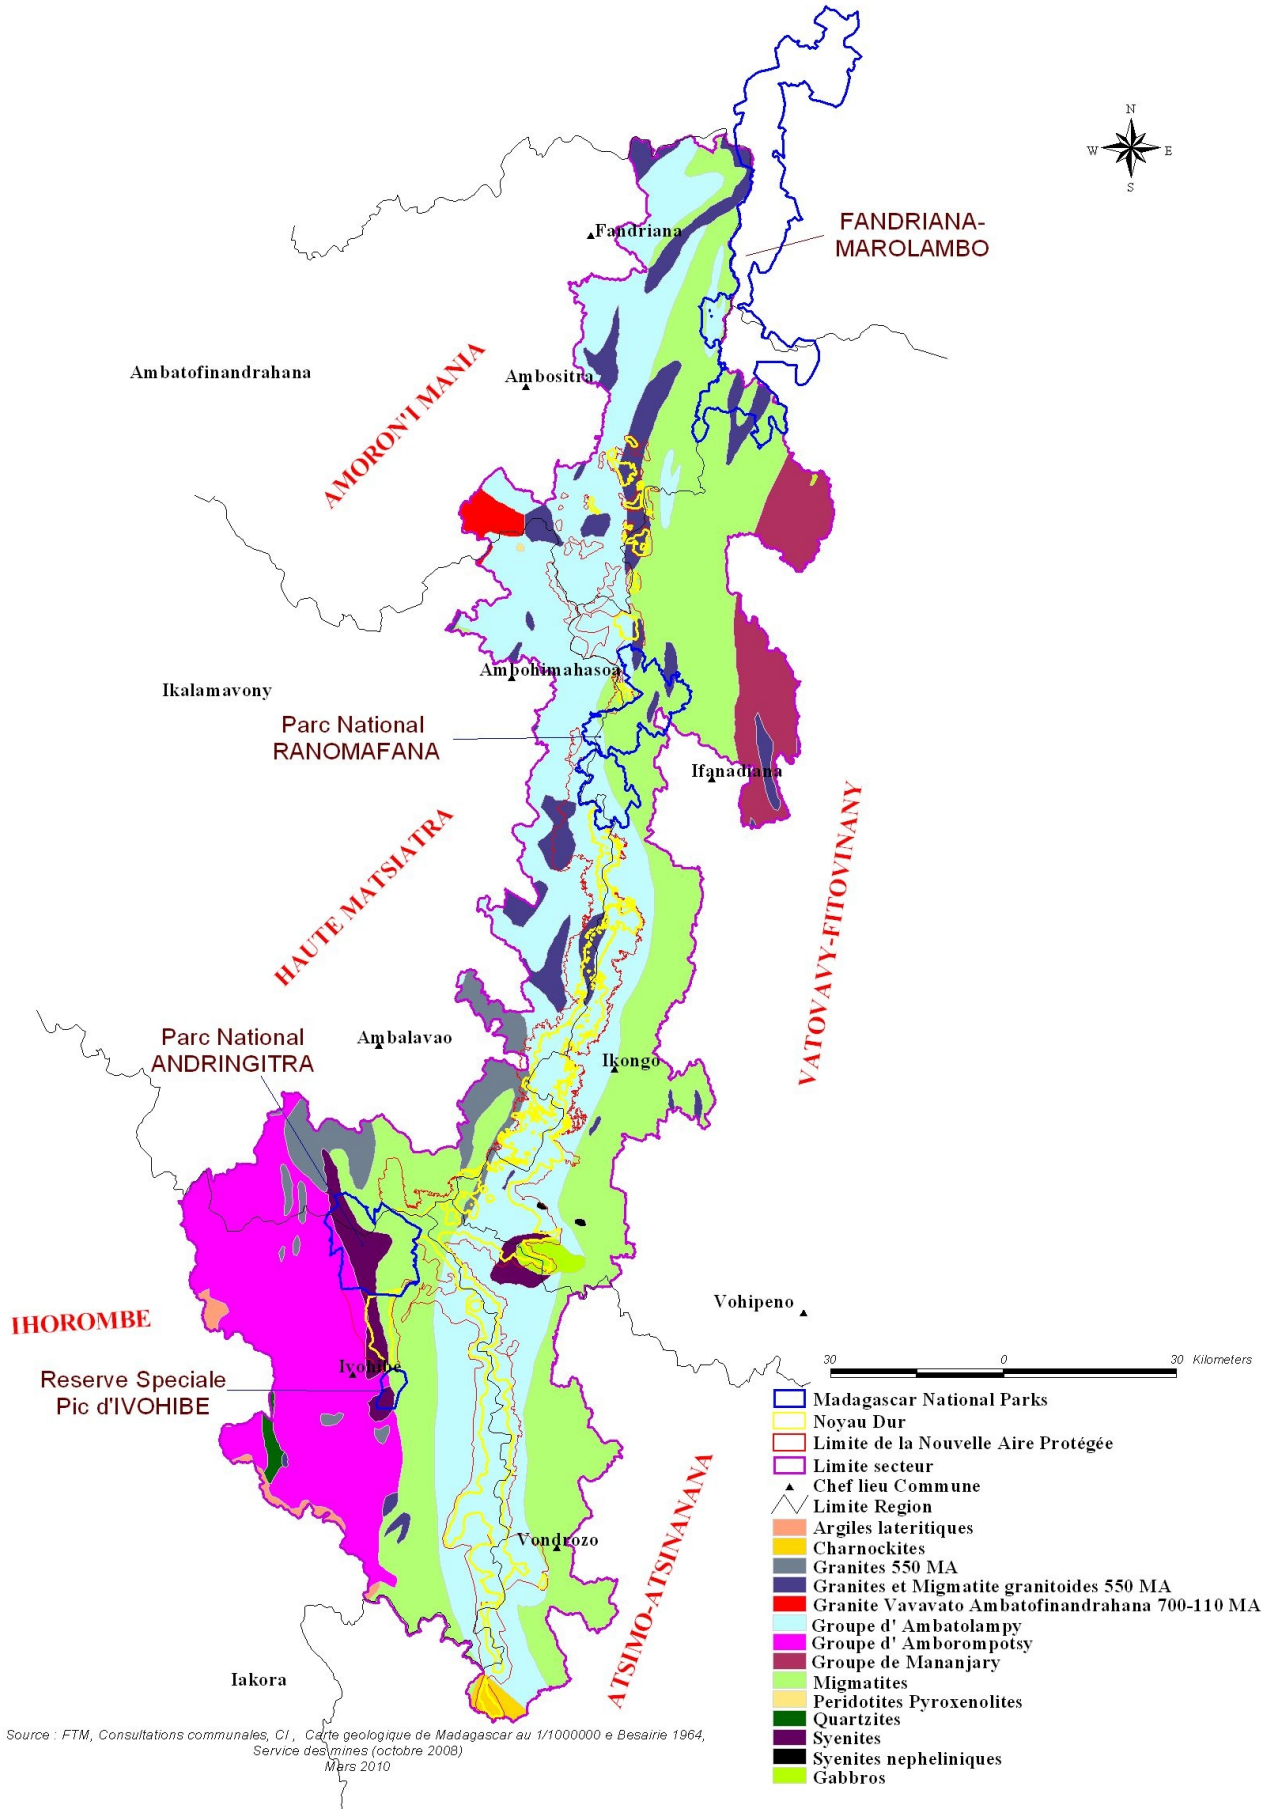 N
W E
S
FANDRIANA-
MAROLAMBO
Fandriana
Ambatofinandrahana
Ambositra
AMORON'I MANIA
Ambohimahasoa
Ikalamavony
Parc National
RANOMAFANA
Ifanadiana
HAUTE MATSIATRA
VATOVAVY-FITOVINANY
Parc National
ANDRINGITRA
Ambalavao
Ikongo
Vohipeno
IHOROMBE
Ivohibe
Reserve Speciale
Pic d'IVOHIBE
30 0 30 Kilometers
Madagascar National Parks
Noyau Dur
Limite de la Nouvelle Aire Protégée
Limite secteur
Chef lieu Commune
Limite Region
Argiles lateritiques
Charnockites
Granites 550 MA
Granites et Migmatite granitoides 550 MA
Granite Vavavato Ambatofinandrahana 700-110 MA
Groupe d' Ambatolampy
Groupe d' Amborompotsy
Groupe de Mananjary
Migmatites
Peridotites Pyroxenolites
Quartzites
Syenites
Syenites nepheliniques
Gabbros
Vondrozo
ATSIMO-ATSINANANA
Iakora
Source : FTM, Consultations communales, CI , Carte geologique de Madagascar au 1/1000000 e Besairie 1964,
Service des mines (octobre 2008)
Mars 2010